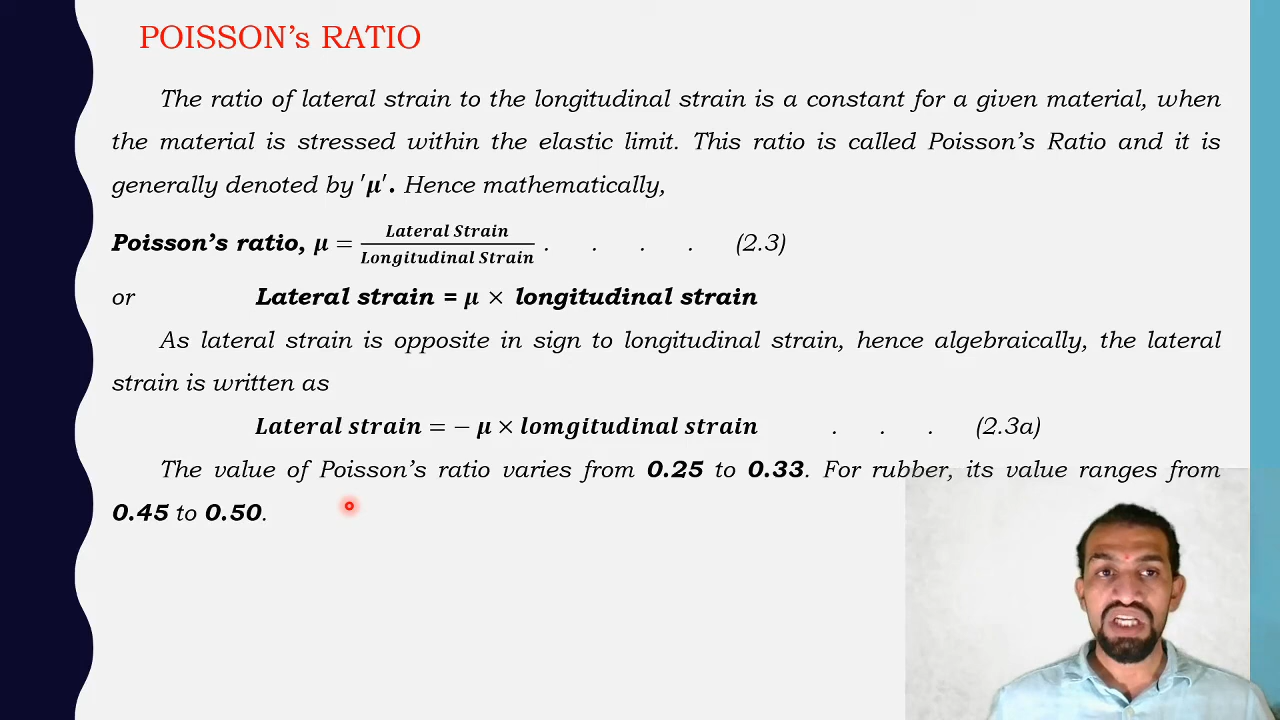 POISSON's RATIO
The ratio of lateral strain to the longitudinal strain is a constant for a given material, when
the material is stressed within the elastic limit. This ratio is called Poisson's Ratio and it is
generally denoted by 'μ'. Hence mathematically,
Poisson's ratio, μ = Lateral Strain / Longitudinal Strain . . . . (2.3)
or Lateral strain = μ × longitudinal strain
As lateral strain is opposite in sign to longitudinal strain, hence algebraically, the lateral
strain is written as
Lateral strain = − μ × lomgitudinal strain . . . (2.3a)
The value of Poisson's ratio varies from 0.25 to 0.33. For rubber, its value ranges from
0.45 to 0.50.